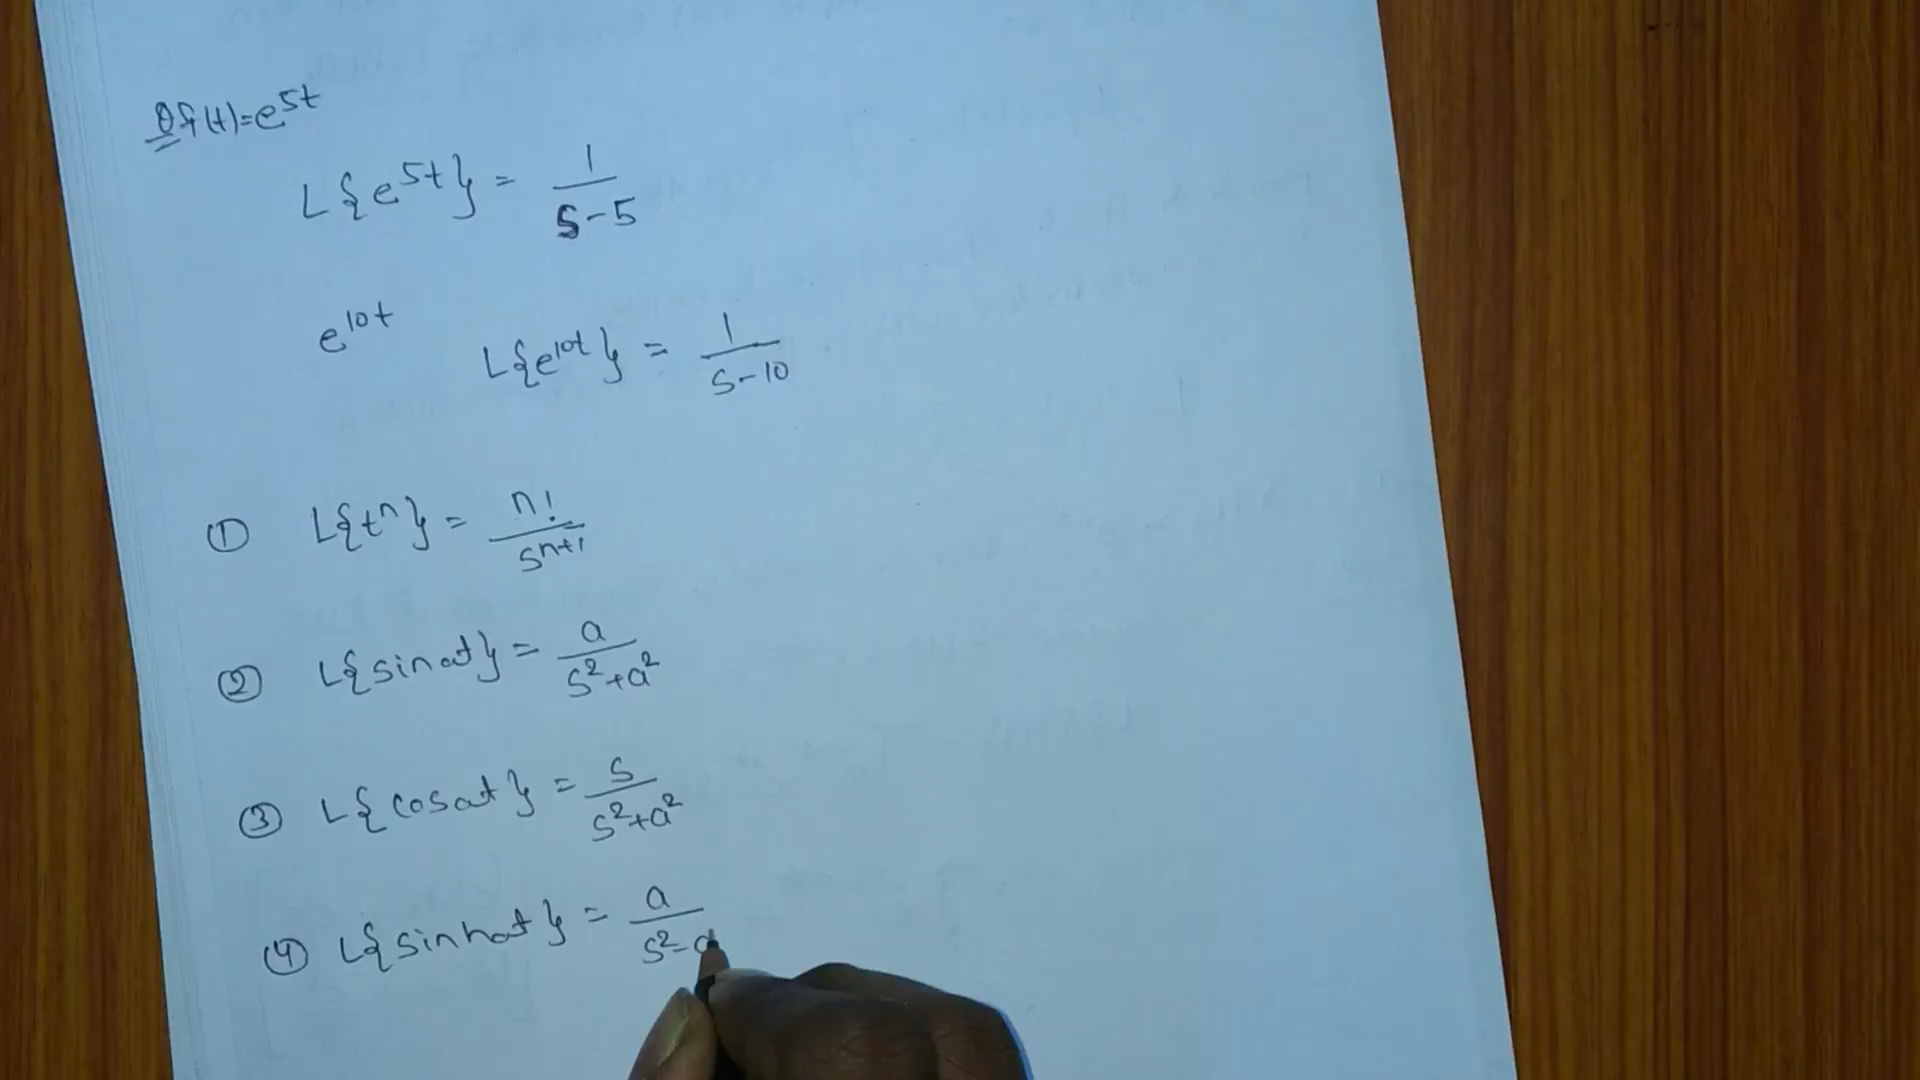 Q f(t)=e^5t
L{e^5t} = 1/(s-5)
e^10t L{e^10t} = 1/(s-10)
① L{t^n} = n!/s^(n+1)
② L{sin at} = a/(s²+a²)
③ L{cos at} = s/(s²+a²)
④ L{sinh at} = a/(s²-a